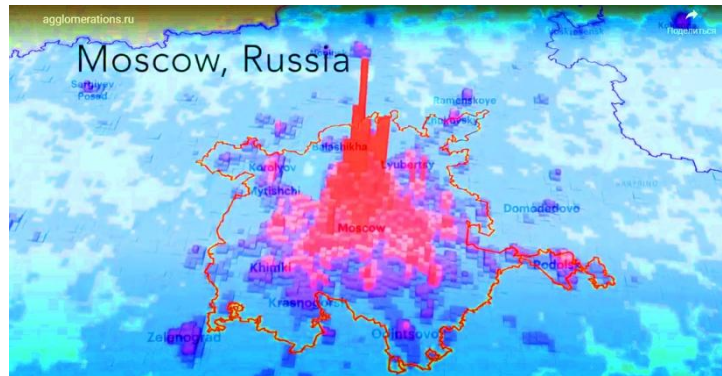 agglomerations.ru
Поделиться
Moscow, Russia
Sergiyev
Posad
Ramenskoye
Zhukovsky
Balashikha
Lyubertsy
Korolyov
Mytishchi
Domodedovo
Moscow
Khimki
Podolsk
Krasnogorsk
Odintsovo
Zelenograd